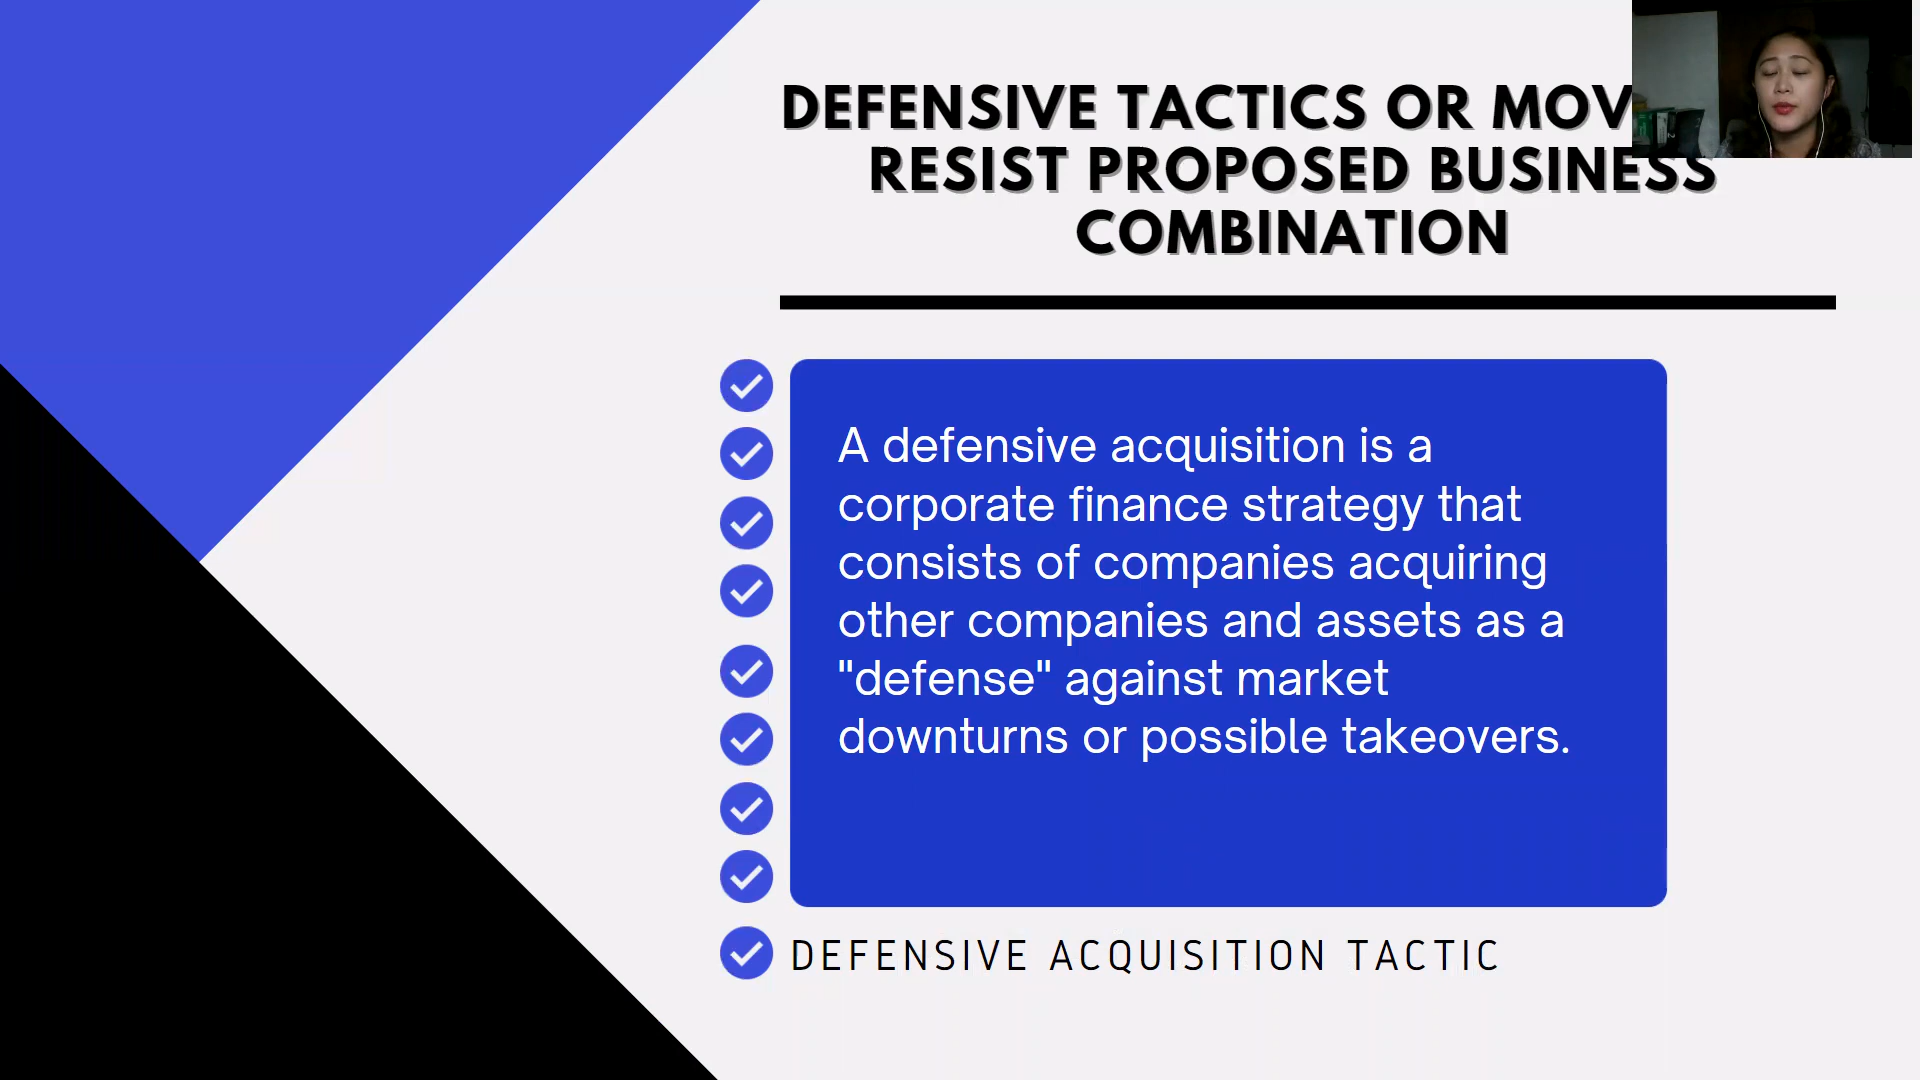 DEFENSIVE TACTICS OR MOV
RESIST PROPOSED BUSINESS
COMBINATION
A defensive acquisition is a
corporate finance strategy that
consists of companies acquiring
other companies and assets as a
"defense" against market
downturns or possible takeovers.
DEFENSIVE ACQUISITION TACTIC